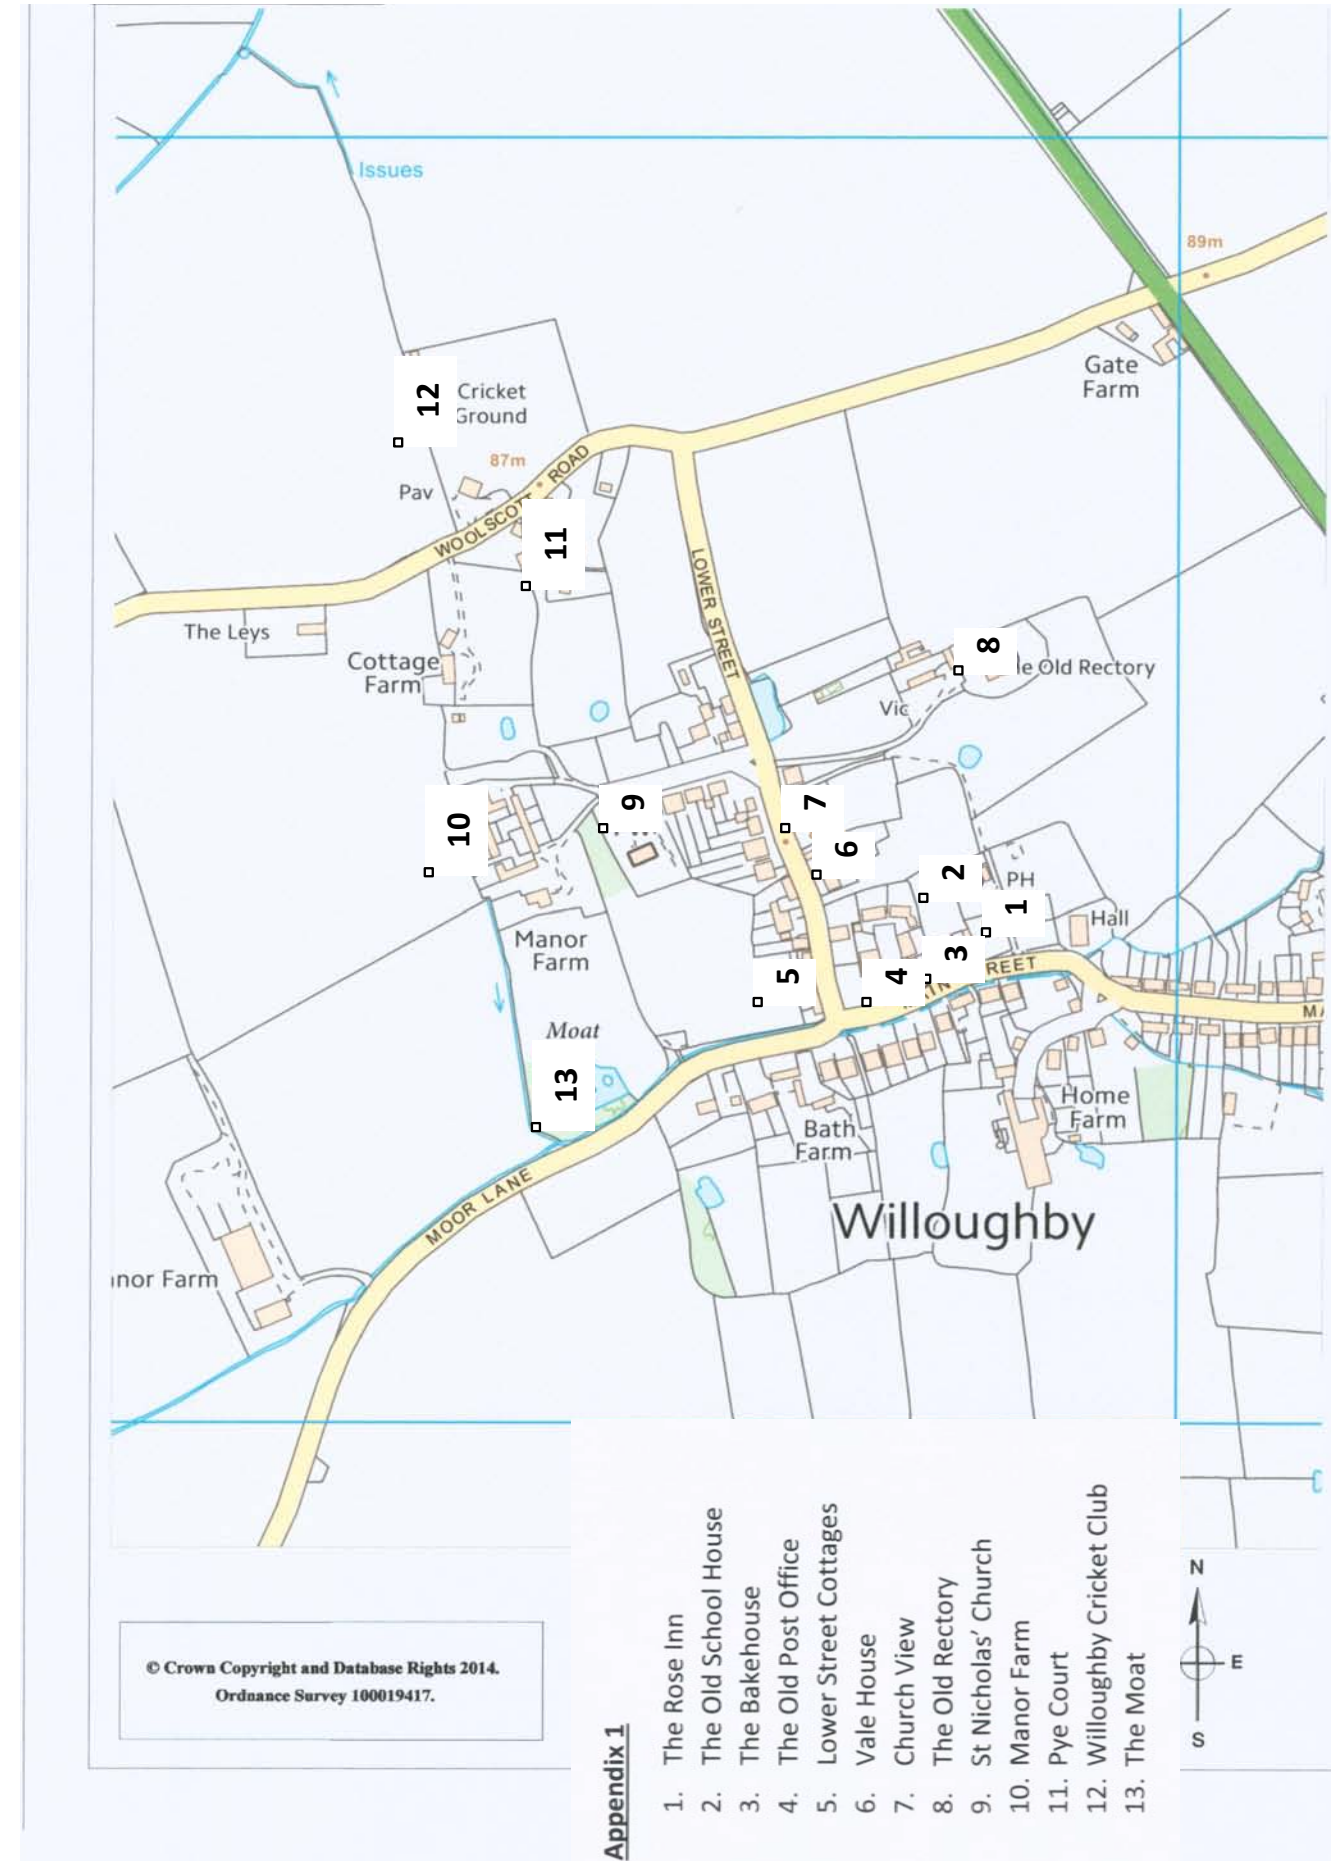 Issues
89m
Gate
Farm
12
Cricket
Ground
87m
Pav
WOOLSCOTT ROAD
11
The Leys
Cottage
Farm
LOWER STREET
8
Old Rectory
Vic
10
9
7
6
2
PH
1
Hall
Manor
Farm
5
4
3
Moat
13
Home
Farm
Bath
Farm
MOOR LANE
Willoughby
Farm
© Crown Copyright and Database Rights 2014.
Ordnance Survey 100019417.
Appendix 1
1. The Rose Inn
2. The Old School House
3. The Bakehouse
4. The Old Post Office
5. Lower Street Cottages
6. Vale House
7. Church View
8. The Old Rectory
9. St Nicholas' Church
10. Manor Farm
11. Pye Court
12. Willoughby Cricket Club
13. The Moat
N
E
S